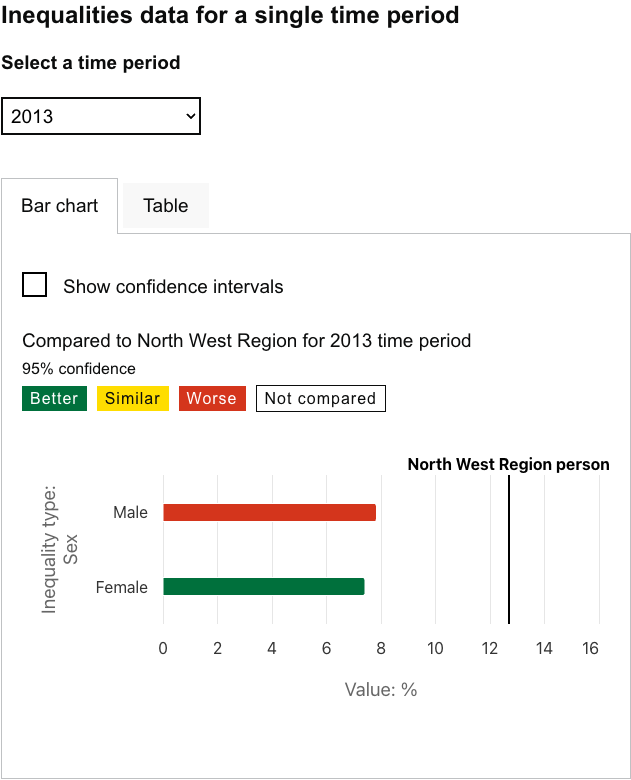 Inequalities data for a single time period
Select a time period
2013
Bar chart
Table
Show confidence intervals
Compared to North West Region for 2013 time period
95% confidence
Better
Similar
Worse
Not compared
North West Region person
Inequality type:
Sex
Male
Female
0 2 4 6 8 10 12 14 16
Value: %